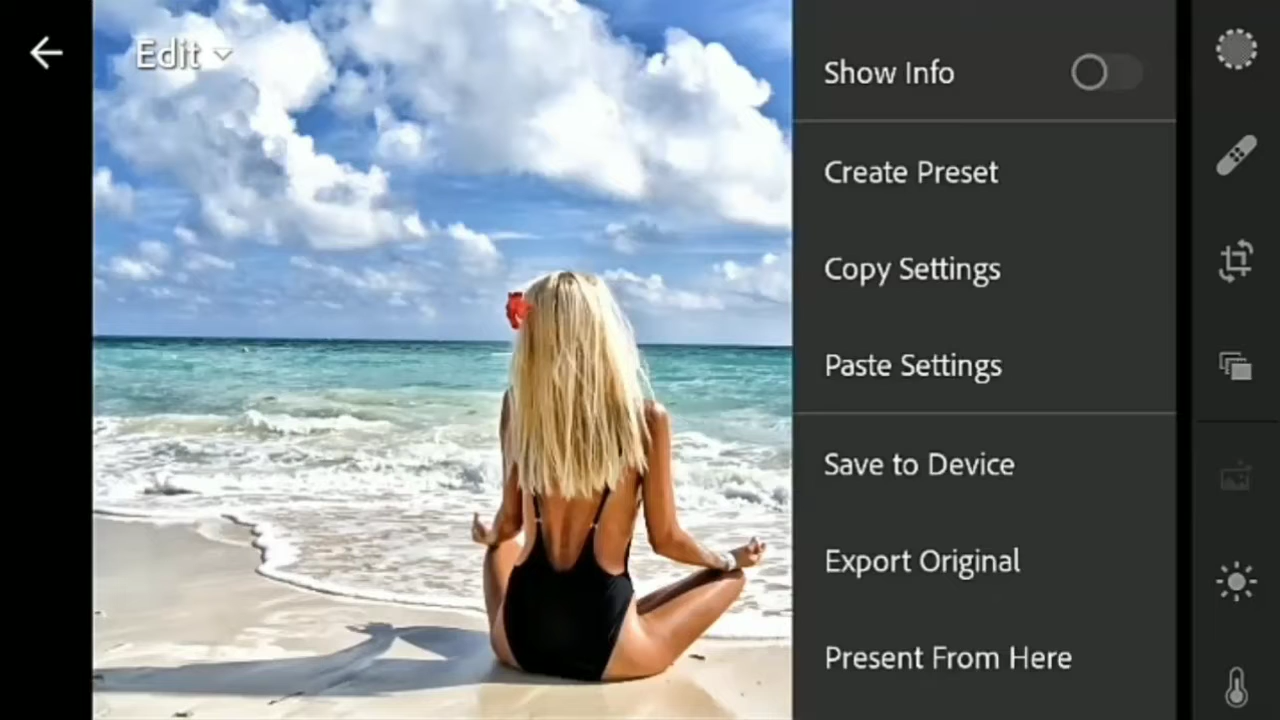 Edit
Show Info
Create Preset
Copy Settings
Paste Settings
Save to Device
Export Original
Present From Here